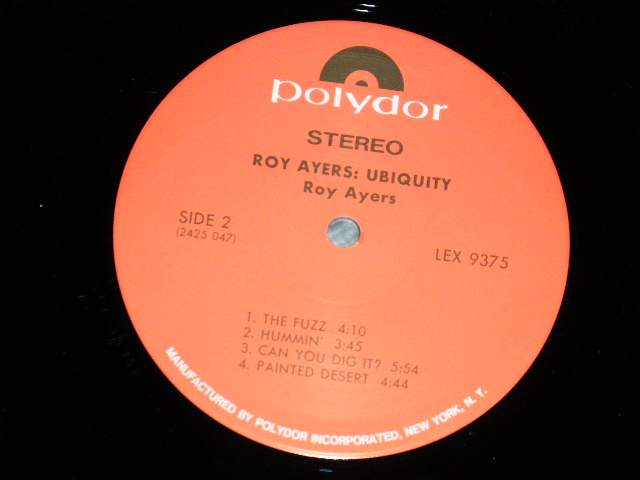 polydor
STEREO
ROY AYERS: UBIQUITY
Roy Ayers
SIDE 2
(2425 047)
LEX 9375
1. THE FUZZ 4:10
2. HUMMIN' 3:45
3. CAN YOU DIG IT? 5:54
4. PAINTED DESERT 4:44
MANUFACTURED BY POLYDOR INCORPORATED, NEW YORK, N. Y.